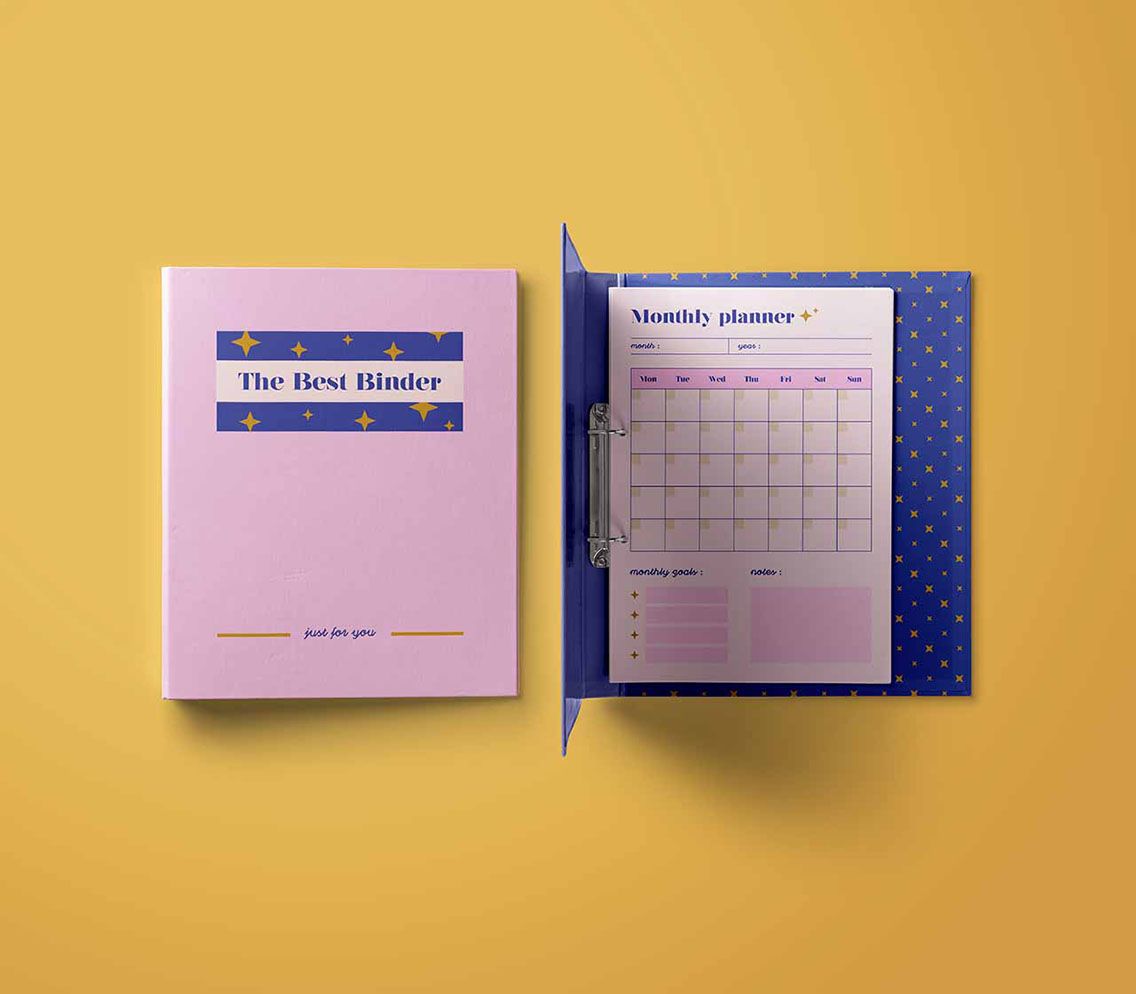 The Best Binder
just for you
Monthly planner
month : year :
Mon Tue Wed Thu Fri Sat Sun
monthly goals : notes :